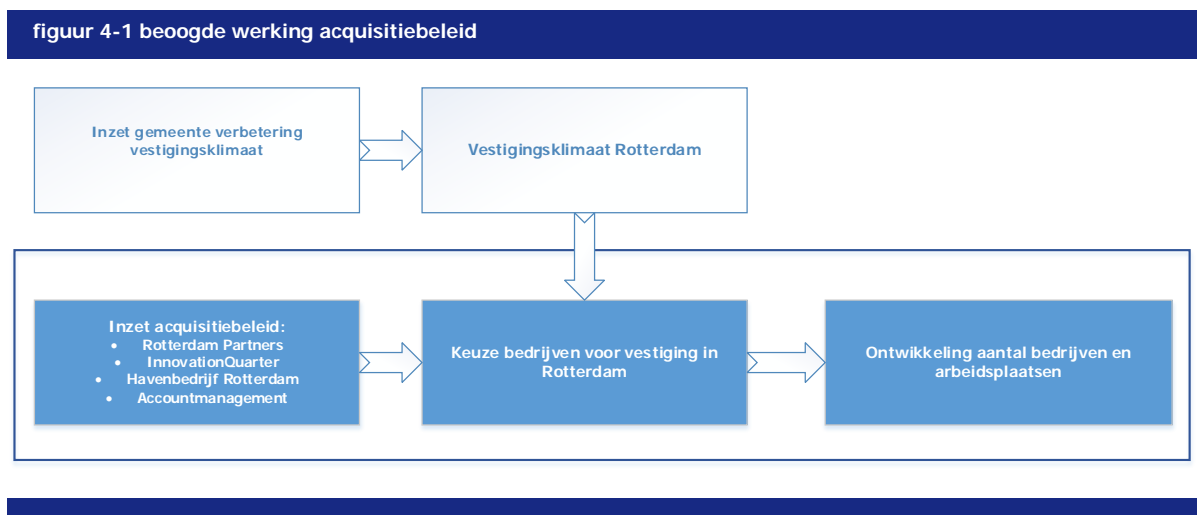 figuur 4-1 beoogde werking acquisitiebeleid
Inzet gemeente verbetering
vestigingsklimaat
Vestigingsklimaat Rotterdam
Inzet acquisitiebeleid:
• Rotterdam Partners
• InnovationQuarter
• Havenbedrijf Rotterdam
• Accountmanagement
Keuze bedrijven voor vestiging in
Rotterdam
Ontwikkeling aantal bedrijven en
arbeidsplaatsen